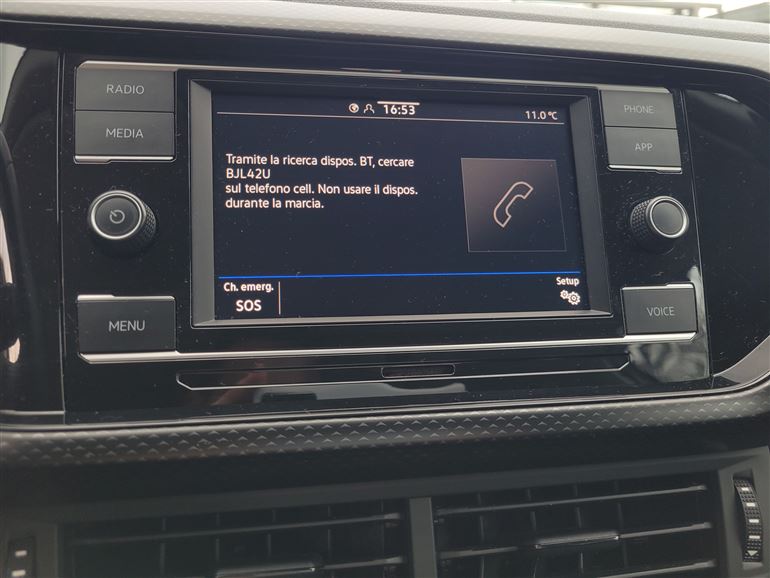 RADIO
MEDIA
MENU
16:53
11.0°C
Tramite la ricerca dispos. BT, cercare
BJL42U
sul telefono cell. Non usare il dispos.
durante la marcia.
Ch. emerg.
SOS
Setup
PHONE
APP
VOICE